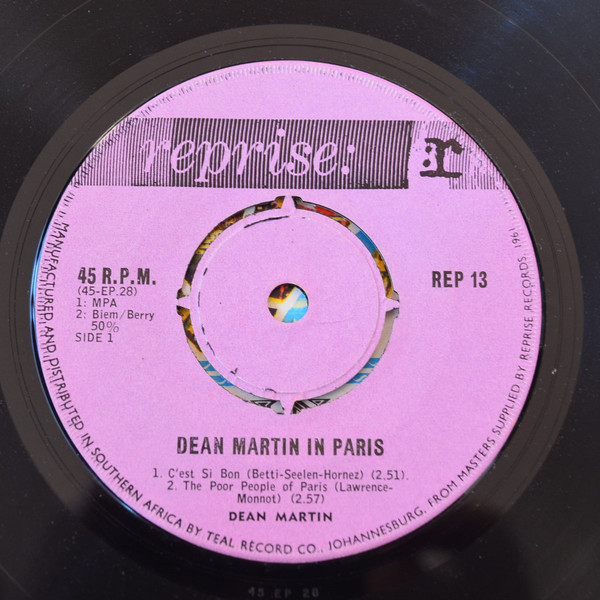 reprise:
r
45 R.P.M.
(45-EP.28)
1: MPA
2: Biem/Berry
50%
SIDE 1
REP 13
DEAN MARTIN IN PARIS
1. C'est Si Bon (Betti-Seelen-Hornez) (2.51).
2. The Poor People of Paris (Lawrence-
Monnot) (2.57)
DEAN MARTIN
MANUFACTURED AND DISTRIBUTED IN SOUTHERN AFRICA BY TEAL RECORD CO., JOHANNESBURG, FROM MASTERS SUPPLIED BY REPRISE RECORDS, 1961
45 EP 28